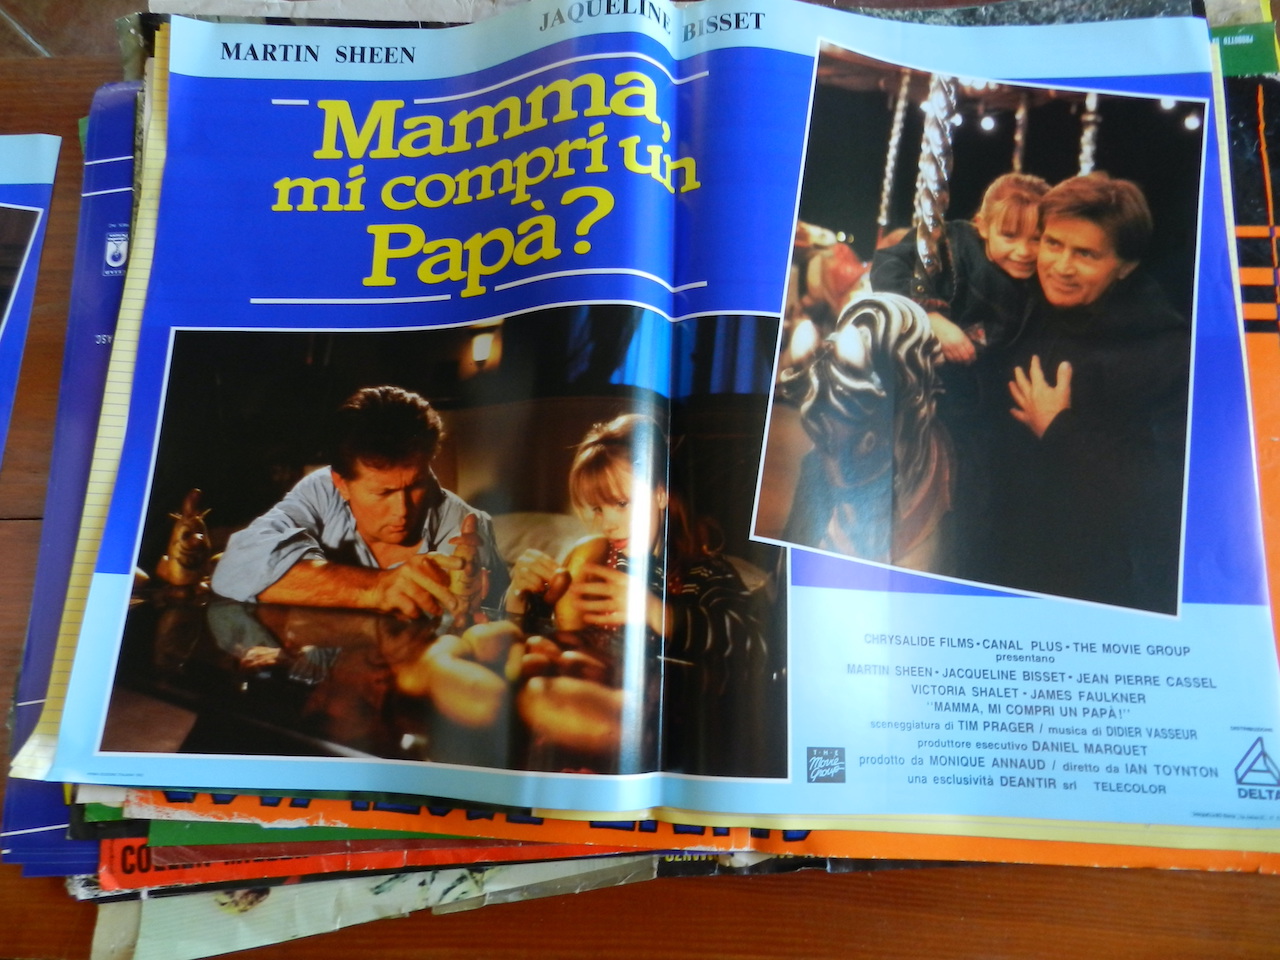 MARTIN SHEEN
JAQUELINE BISSET
Mamma,
mi compri un
Papà?
CHRYSALIDE FILMS • CANAL PLUS • THE MOVIE GROUP
presentano
MARTIN SHEEN • JACQUELINE BISSET • JEAN PIERRE CASSEL
VICTORIA SHALET • JAMES FAULKNER
"MAMMA, MI COMPRI UN PAPÀ!"
sceneggiatura di TIM PRAGER / musica di DIDIER VASSEUR
produttore esecutivo DANIEL MARQUET
prodotto da MONIQUE ANNAUD / diretto da IAN TOYNTON
una esclusività DEANTIR srl TELECOLOR
THE
Movie
Group
DELTA